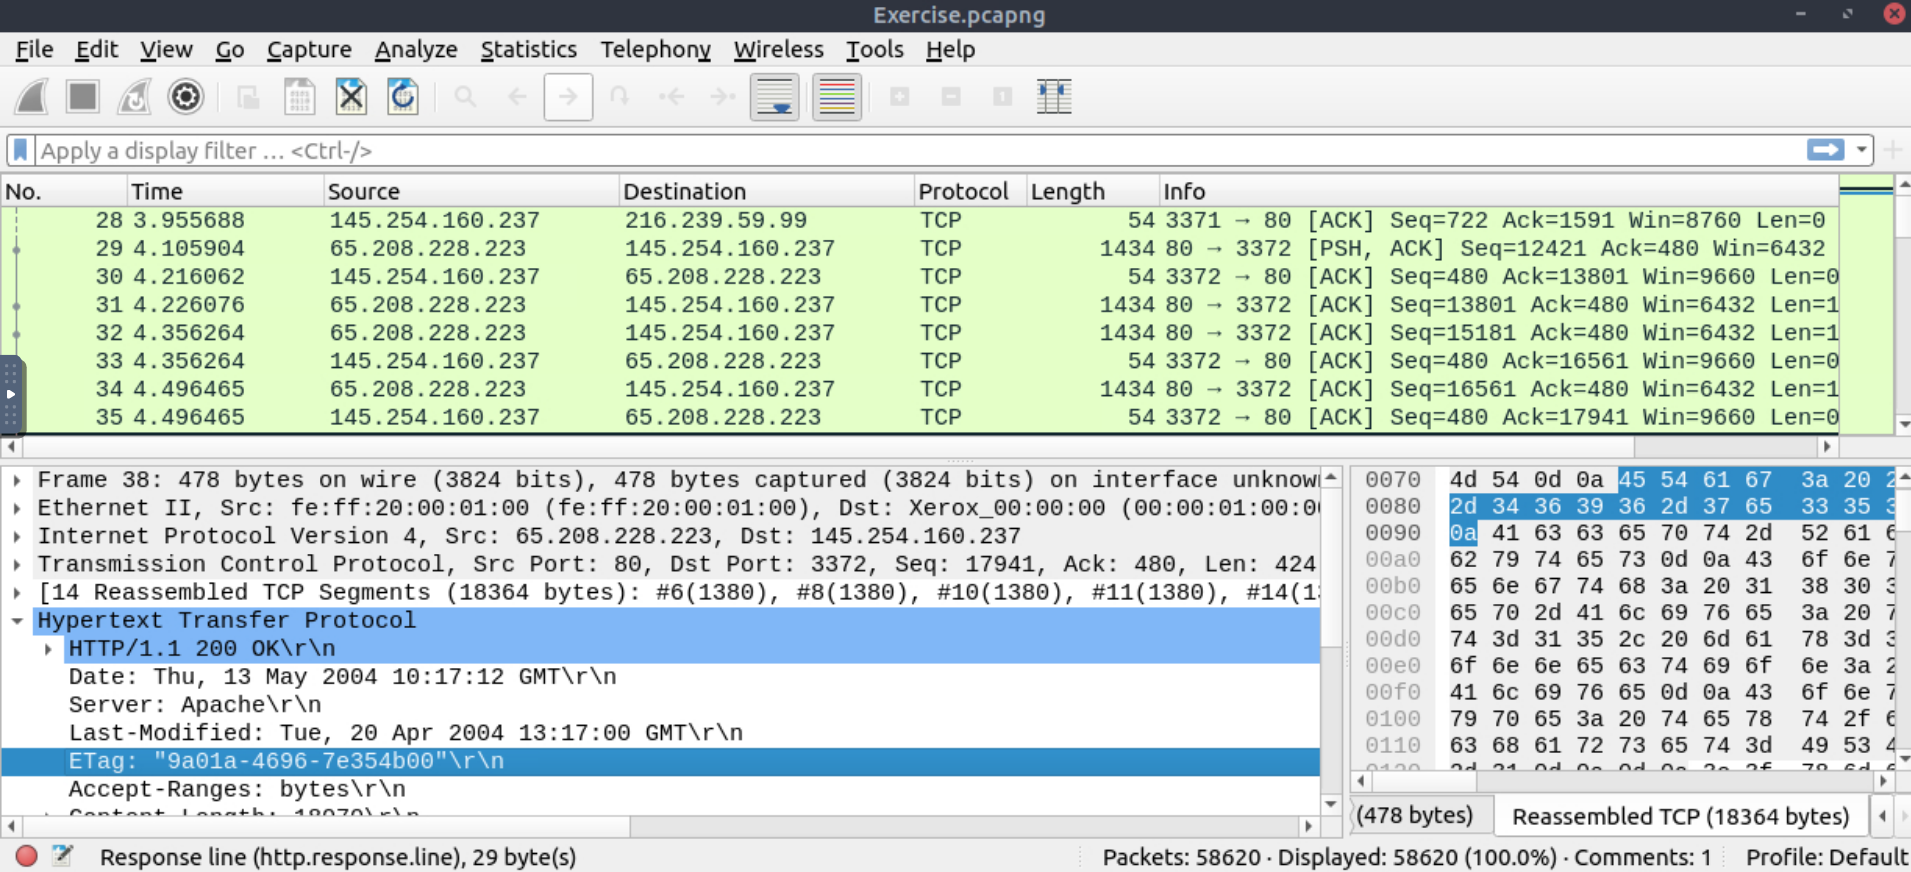 Exercise.pcapng
File Edit View Go Capture Analyze Statistics Telephony Wireless Tools Help
Apply a display filter ... <Ctrl-/>
No. Time Source Destination Protocol Length Info
28 3.955688 145.254.160.237 216.239.59.99 TCP 54 3371 → 80 [ACK] Seq=722 Ack=1591 Win=8760 Len=0
29 4.105904 65.208.228.223 145.254.160.237 TCP 1434 80 → 3372 [PSH, ACK] Seq=12421 Ack=480 Win=6432
30 4.216062 145.254.160.237 65.208.228.223 TCP 54 3372 → 80 [ACK] Seq=480 Ack=13801 Win=9660 Len=0
31 4.226076 65.208.228.223 145.254.160.237 TCP 1434 80 → 3372 [ACK] Seq=13801 Ack=480 Win=6432 Len=1
32 4.356264 65.208.228.223 145.254.160.237 TCP 1434 80 → 3372 [ACK] Seq=15181 Ack=480 Win=6432 Len=1
33 4.356264 145.254.160.237 65.208.228.223 TCP 54 3372 → 80 [ACK] Seq=480 Ack=16561 Win=9660 Len=0
34 4.496465 65.208.228.223 145.254.160.237 TCP 1434 80 → 3372 [ACK] Seq=16561 Ack=480 Win=6432 Len=1
35 4.496465 145.254.160.237 65.208.228.223 TCP 54 3372 → 80 [ACK] Seq=480 Ack=17941 Win=9660 Len=0
Frame 38: 478 bytes on wire (3824 bits), 478 bytes captured (3824 bits) on interface unknow
Ethernet II, Src: fe:ff:20:00:01:00 (fe:ff:20:00:01:00), Dst: Xerox_00:00:00 (00:00:01:00:0
Internet Protocol Version 4, Src: 65.208.228.223, Dst: 145.254.160.237
Transmission Control Protocol, Src Port: 80, Dst Port: 3372, Seq: 17941, Ack: 480, Len: 424
[14 Reassembled TCP Segments (18364 bytes): #6(1380), #8(1380), #10(1380), #11(1380), #14(1
Hypertext Transfer Protocol
HTTP/1.1 200 OK\r\n
Date: Thu, 13 May 2004 10:17:12 GMT\r\n
Server: Apache\r\n
Last-Modified: Tue, 20 Apr 2004 13:17:00 GMT\r\n
ETag: "9a01a-4696-7e354b00"\r\n
Accept-Ranges: bytes\r\n
Content-Length: 18070\r\n
0070 4d 54 0d 0a 45 54 61 67 3a 20 2
0080 2d 34 36 39 36 2d 37 65 33 35 3
0090 0a 41 63 63 65 70 74 2d 52 61 6
00a0 62 79 74 65 73 0d 0a 43 6f 6e 7
00b0 65 6e 67 74 68 3a 20 31 38 30 3
00c0 65 70 2d 41 6c 69 76 65 3a 20 7
00d0 74 3d 31 35 2c 20 6d 61 78 3d 3
00e0 6f 6e 6e 65 63 74 69 6f 6e 3a 2
00f0 41 6c 69 76 65 0d 0a 43 6f 6e 7
0100 79 70 65 3a 20 74 65 78 74 2f 6
0110 63 68 61 72 73 65 74 3d 49 53 4
0120 2d 31 0d 0a 0d 0a 3c 3f 78 6d 6
(478 bytes) Reassembled TCP (18364 bytes)
Response line (http.response.line), 29 byte(s) Packets: 58620 · Displayed: 58620 (100.0%) · Comments: 1 Profile: Default